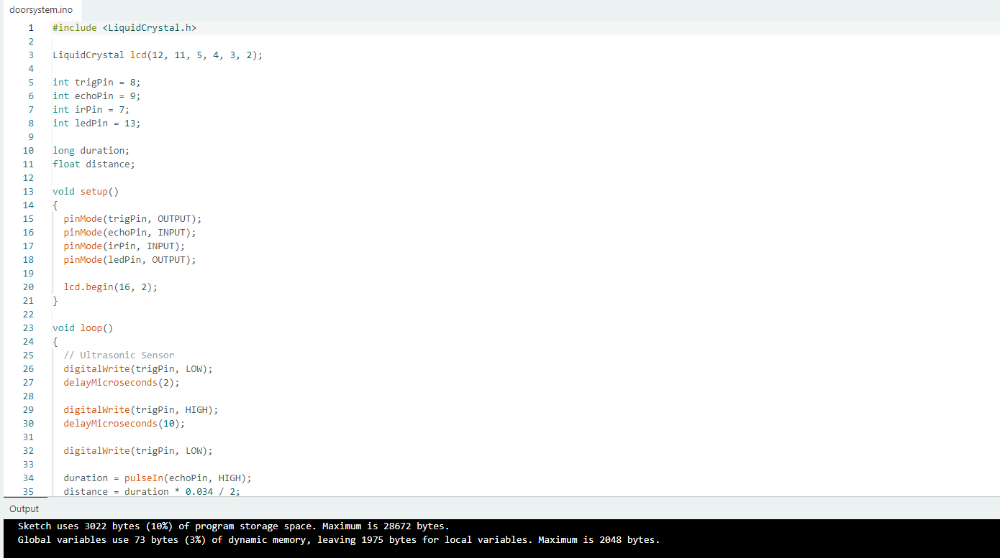 doorsystem.ino
1 #include <LiquidCrystal.h>
2
3 LiquidCrystal lcd(12, 11, 5, 4, 3, 2);
4
5 int trigPin = 8;
6 int echoPin = 9;
7 int irPin = 7;
8 int ledPin = 13;
9
10 long duration;
11 float distance;
12
13 void setup()
14 {
15   pinMode(trigPin, OUTPUT);
16   pinMode(echoPin, INPUT);
17   pinMode(irPin, INPUT);
18   pinMode(ledPin, OUTPUT);
19
20   lcd.begin(16, 2);
21 }
22
23 void loop()
24 {
25   // Ultrasonic Sensor
26   digitalWrite(trigPin, LOW);
27   delayMicroseconds(2);
28
29   digitalWrite(trigPin, HIGH);
30   delayMicroseconds(10);
31
32   digitalWrite(trigPin, LOW);
33
34   duration = pulseIn(echoPin, HIGH);
35   distance = duration * 0.034 / 2;
Output
Sketch uses 3022 bytes (10%) of program storage space. Maximum is 28672 bytes.
Global variables use 73 bytes (3%) of dynamic memory, leaving 1975 bytes for local variables. Maximum is 2048 bytes.